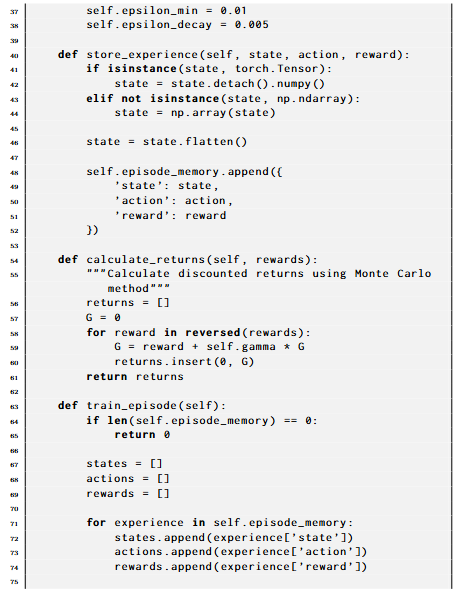 37 self.epsilon_min = 0.01
38 self.epsilon_decay = 0.005
39
40 def store_experience(self, state, action, reward):
41 if isinstance(state, torch.Tensor):
42 state = state.detach().numpy()
43 elif not isinstance(state, np.ndarray):
44 state = np.array(state)
45
46 state = state.flatten()
47
48 self.episode_memory.append({
49 'state': state,
50 'action': action,
51 'reward': reward
52 })
53
54 def calculate_returns(self, rewards):
55 """Calculate discounted returns using Monte Carlo
method"""
56 returns = []
57 G = 0
58 for reward in reversed(rewards):
59 G = reward + self.gamma * G
60 returns.insert(0, G)
61 return returns
62
63 def train_episode(self):
64 if len(self.episode_memory) == 0:
65 return 0
66
67 states = []
68 actions = []
69 rewards = []
70
71 for experience in self.episode_memory:
72 states.append(experience['state'])
73 actions.append(experience['action'])
74 rewards.append(experience['reward'])
75